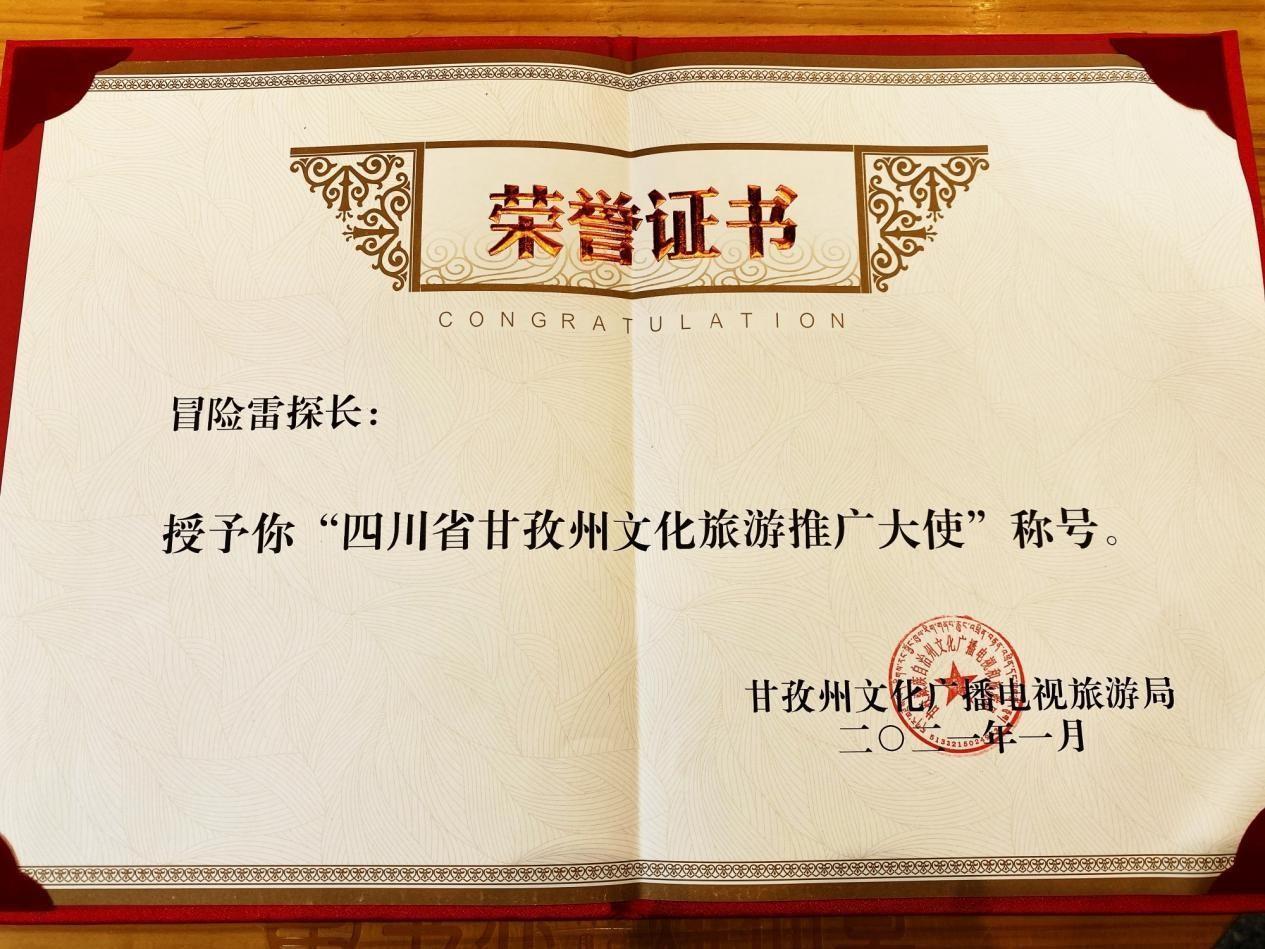 荣誉证书
CONGRATULATION
冒险雷探长：
授予你“四川省甘孜州文化旅游推广大使”称号。
甘孜州文化广播电视旅游局
二〇二一年一月